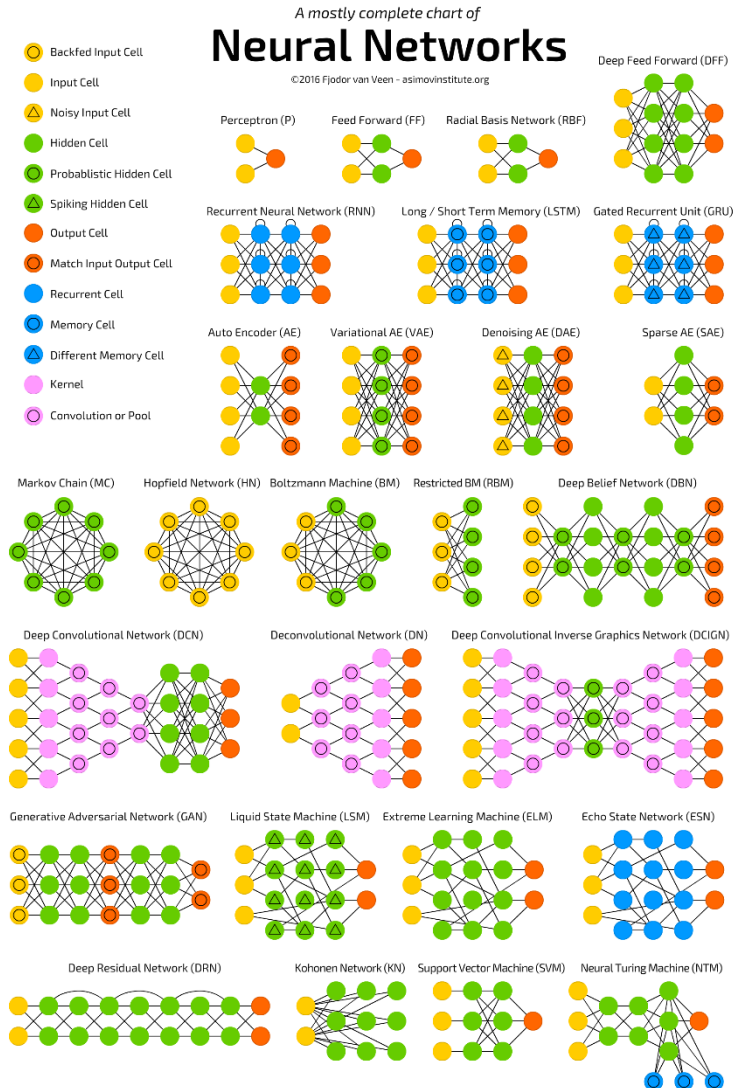 A mostly complete chart of
Neural Networks
©2016 Fjodor van Veen - asimovinstitute.org
Backfed Input Cell
Input Cell
Noisy Input Cell
Hidden Cell
Probablistic Hidden Cell
Spiking Hidden Cell
Output Cell
Match Input Output Cell
Recurrent Cell
Memory Cell
Different Memory Cell
Kernel
Convolution or Pool
Deep Feed Forward (DFF)
Perceptron (P)
Feed Forward (FF)
Radial Basis Network (RBF)
Recurrent Neural Network (RNN)
Long / Short Term Memory (LSTM)
Gated Recurrent Unit (GRU)
Auto Encoder (AE)
Variational AE (VAE)
Denoising AE (DAE)
Sparse AE (SAE)
Markov Chain (MC)
Hopfield Network (HN)
Boltzmann Machine (BM)
Restricted BM (RBM)
Deep Belief Network (DBN)
Deep Convolutional Network (DCN)
Deconvolutional Network (DN)
Deep Convolutional Inverse Graphics Network (DCIGN)
Generative Adversarial Network (GAN)
Liquid State Machine (LSM)
Extreme Learning Machine (ELM)
Echo State Network (ESN)
Deep Residual Network (DRN)
Kohonen Network (KN)
Support Vector Machine (SVM)
Neural Turing Machine (NTM)